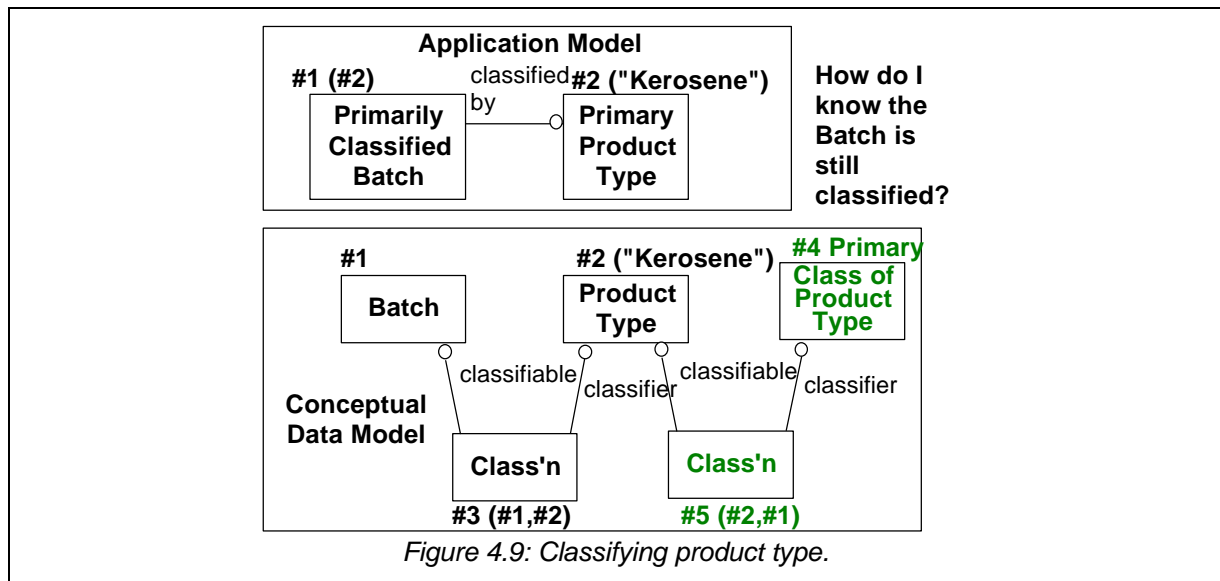 Application Model
#1 (#2)
classified
by
#2 ("Kerosene")
Primarily
Classified
Batch
Primary
Product
Type
How do I
know the
Batch is
still
classified?
#1
#2 ("Kerosene")
#4 Primary
Batch
Product
Type
Class of
Product
Type
classifiable
classifier
classifiable
classifier
Conceptual
Data Model
Class'n
Class'n
#3 (#1,#2)
#5 (#2,#1)
Figure 4.9: Classifying product type.